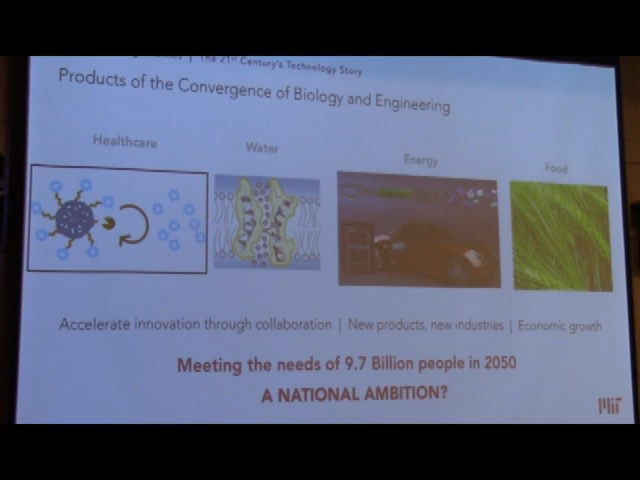 | The 21st Century's Technology Story
Products of the Convergence of Biology and Engineering
Healthcare
Water
Energy
Food
Accelerate innovation through collaboration | New products, new industries | Economic growth
Meeting the needs of 9.7 Billion people in 2050
A NATIONAL AMBITION?
MIT